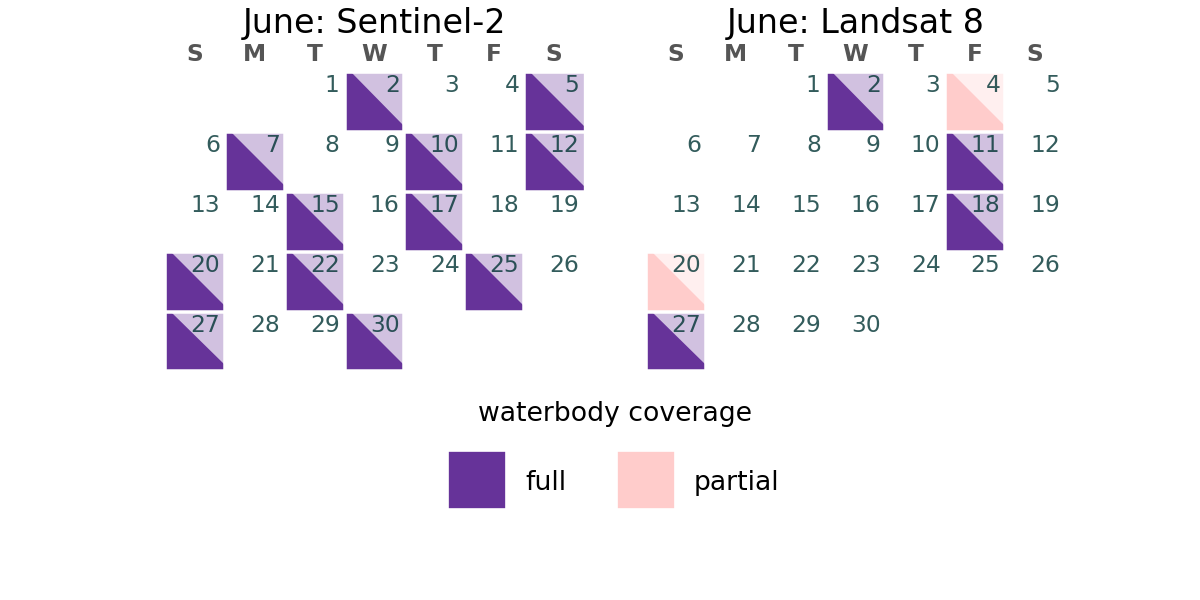 June: Sentinel-2
S M T W T F S
1 2 3 4 5
6 7 8 9 10 11 12
13 14 15 16 17 18 19
20 21 22 23 24 25 26
27 28 29 30
June: Landsat 8
S M T W T F S
1 2 3 4 5
6 7 8 9 10 11 12
13 14 15 16 17 18 19
20 21 22 23 24 25 26
27 28 29 30
waterbody coverage
full partial